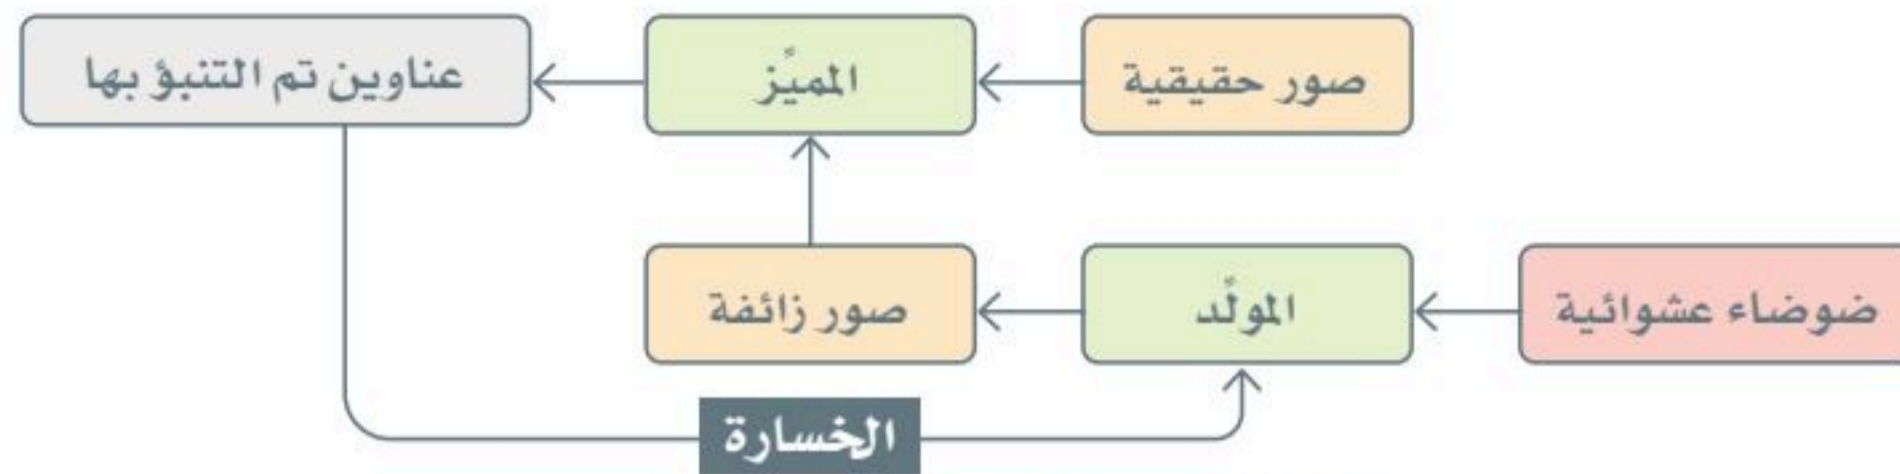 صور حقيقية
المميِّز
عناوين تم التنبؤ بها
ضوضاء عشوائية
المولِّد
صور زائفة
الخسارة